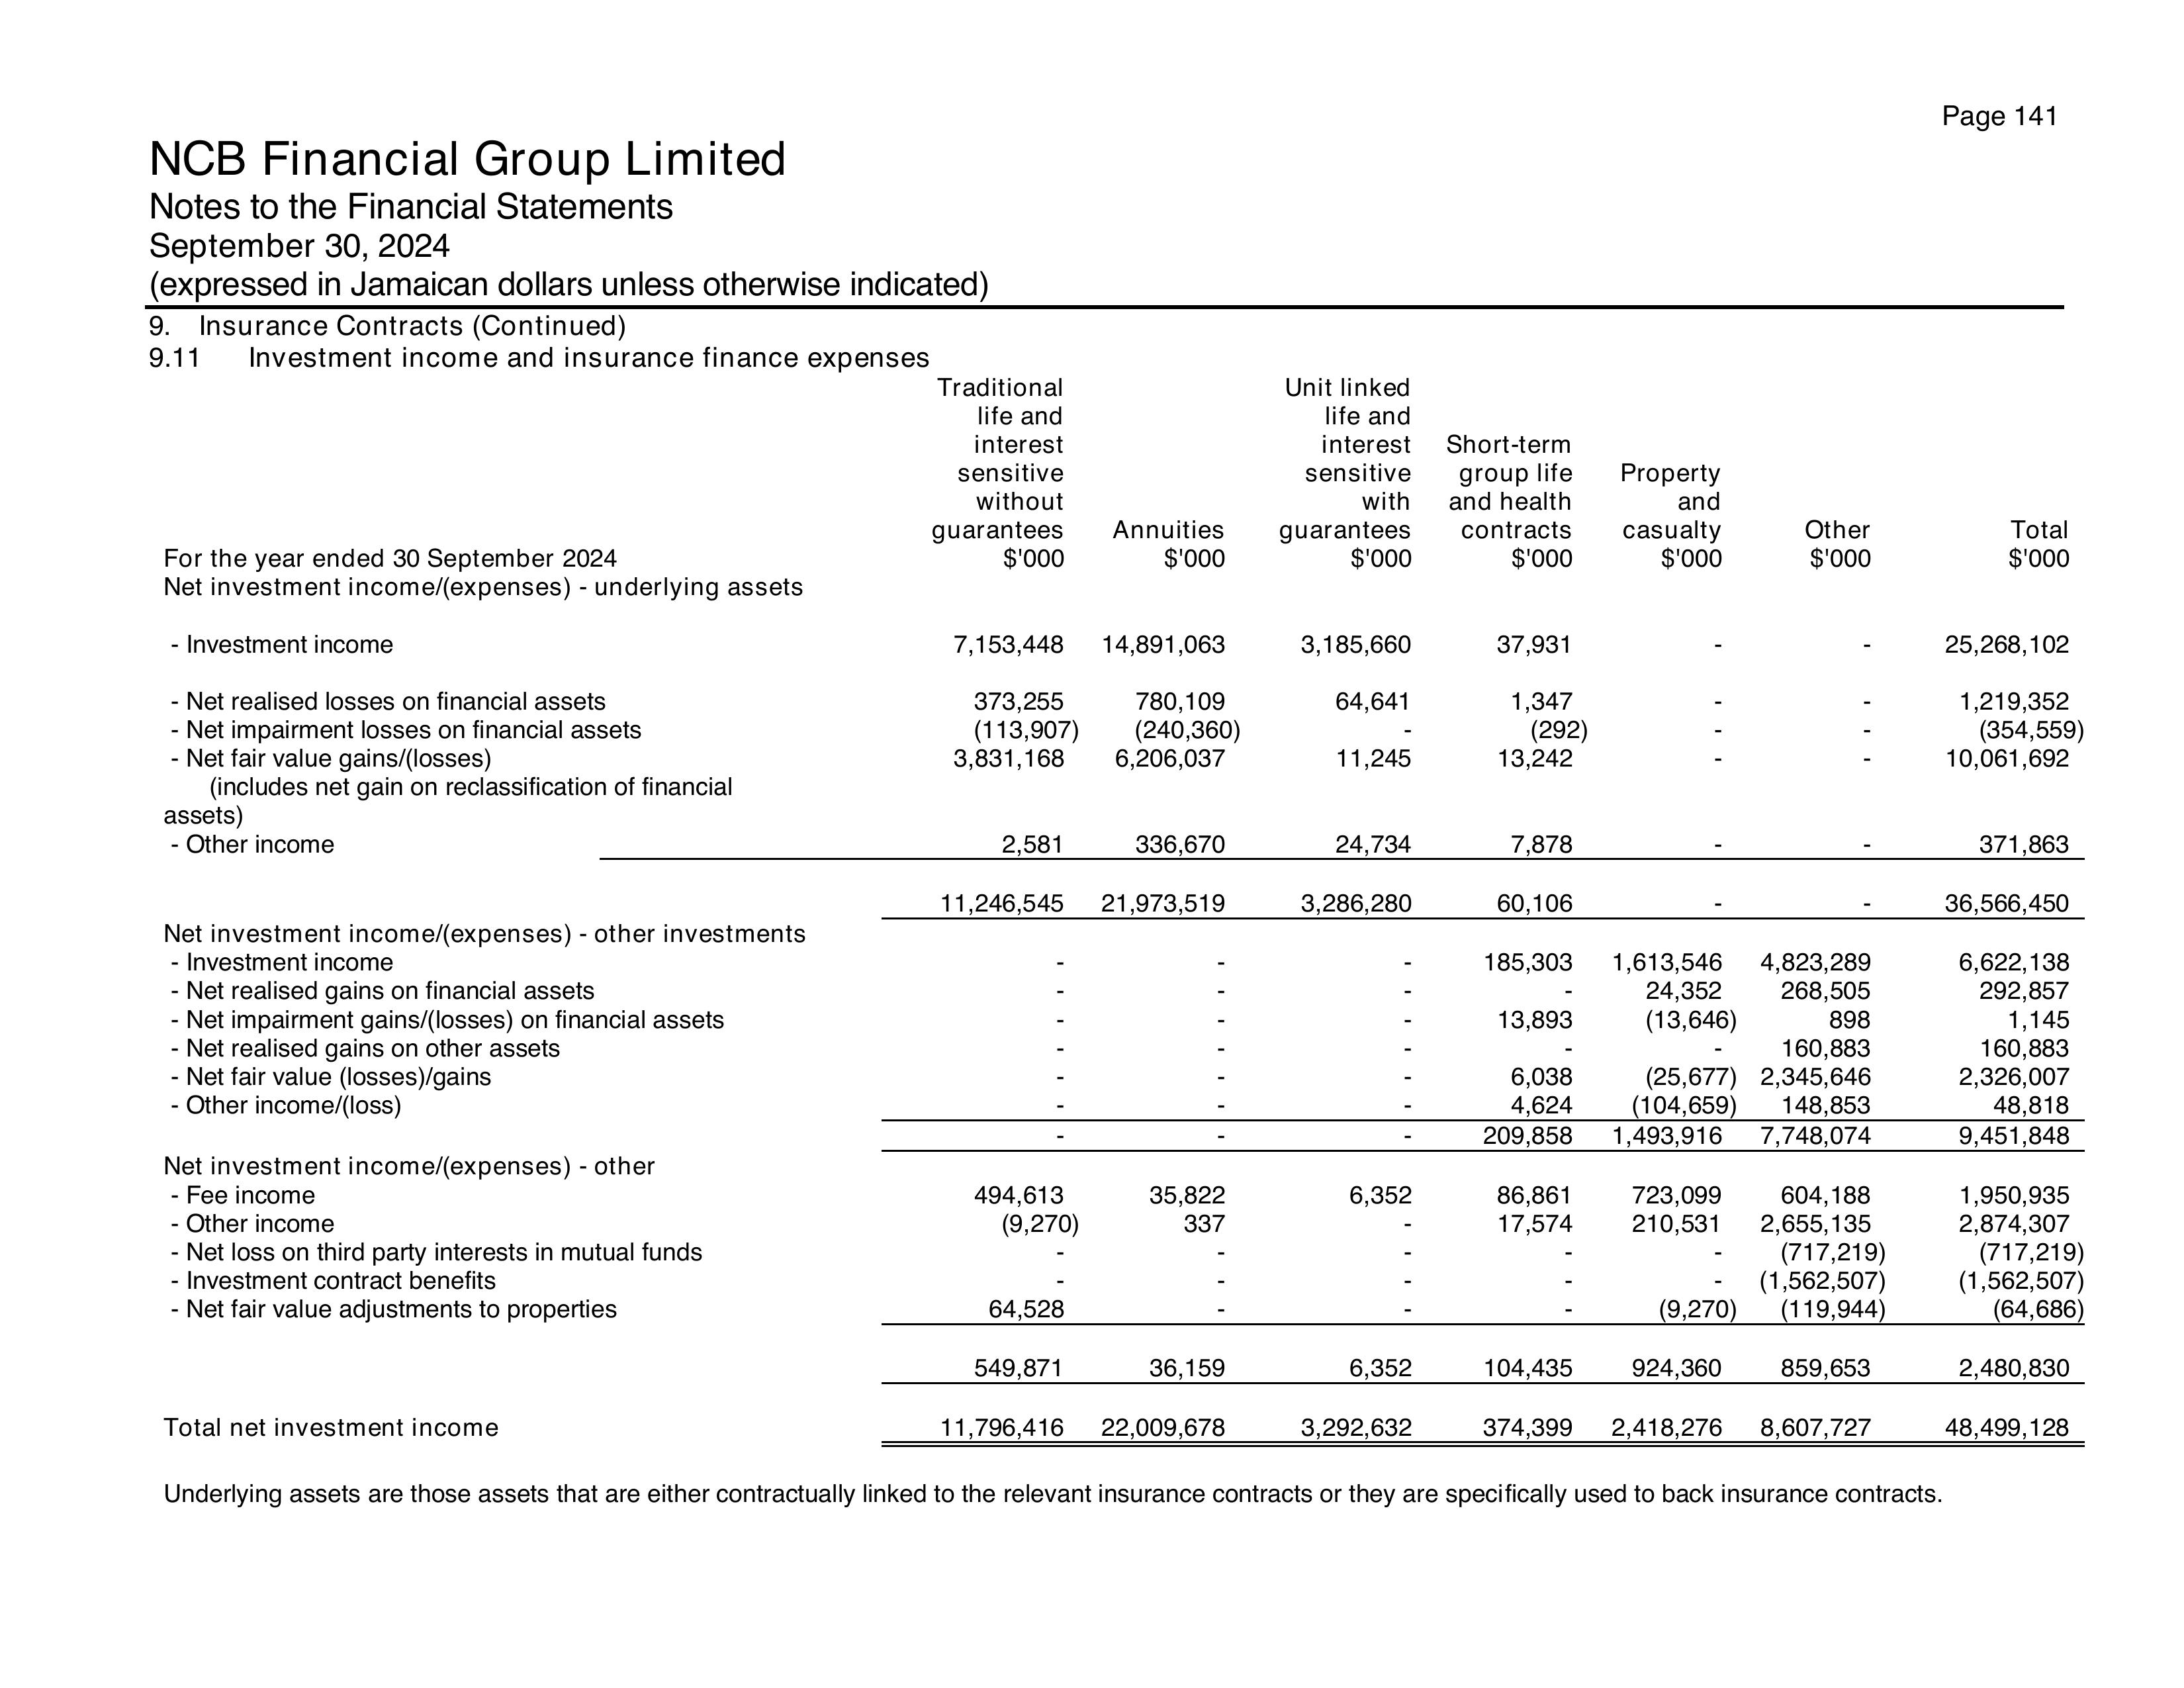 Page 141
NCB Financial Group Limited
Notes to the Financial Statements
September 30, 2024
(expressed in Jamaican dollars unless otherwise indicated)
9. Insurance Contracts (Continued)
9.11 Investment income and insurance finance expenses
Traditional Unit linked
life and life and
interest interest Short-term
sensitive sensitive group life Property
without with and health and
guarantees Annuities guarantees contracts casualty Other Total
For the year ended 30 September 2024 $'000 $'000 $'000 $'000 $'000 $'000 $'000
Net investment income/(expenses) - underlying assets
- Investment income 7,153,448 14,891,063 3,185,660 37,931 - - 25,268,102
- Net realised losses on financial assets 373,255 780,109 64,641 1,347 - - 1,219,352
- Net impairment losses on financial assets (113,907) (240,360) - (292) - - (354,559)
- Net fair value gains/(losses) 3,831,168 6,206,037 11,245 13,242 - - 10,061,692
(includes net gain on reclassification of financial
assets)
- Other income 2,581 336,670 24,734 7,878 - - 371,863
11,246,545 21,973,519 3,286,280 60,106 - - 36,566,450
Net investment income/(expenses) - other investments
- Investment income - - - 185,303 1,613,546 4,823,289 6,622,138
- Net realised gains on financial assets - - - - 24,352 268,505 292,857
- Net impairment gains/(losses) on financial assets - - - 13,893 (13,646) 898 1,145
- Net realised gains on other assets - - - - - 160,883 160,883
- Net fair value (losses)/gains - - - 6,038 (25,677) 2,345,646 2,326,007
- Other income/(loss) - - - 4,624 (104,659) 148,853 48,818
- - - 209,858 1,493,916 7,748,074 9,451,848
Net investment income/(expenses) - other
- Fee income 494,613 35,822 6,352 86,861 723,099 604,188 1,950,935
- Other income (9,270) 337 - 17,574 210,531 2,655,135 2,874,307
- Net loss on third party interests in mutual funds - - - - - (717,219) (717,219)
- Investment contract benefits - - - - - (1,562,507) (1,562,507)
- Net fair value adjustments to properties 64,528 - - - (9,270) (119,944) (64,686)
549,871 36,159 6,352 104,435 924,360 859,653 2,480,830
Total net investment income 11,796,416 22,009,678 3,292,632 374,399 2,418,276 8,607,727 48,499,128
Underlying assets are those assets that are either contractually linked to the relevant insurance contracts or they are specifically used to back insurance contracts.